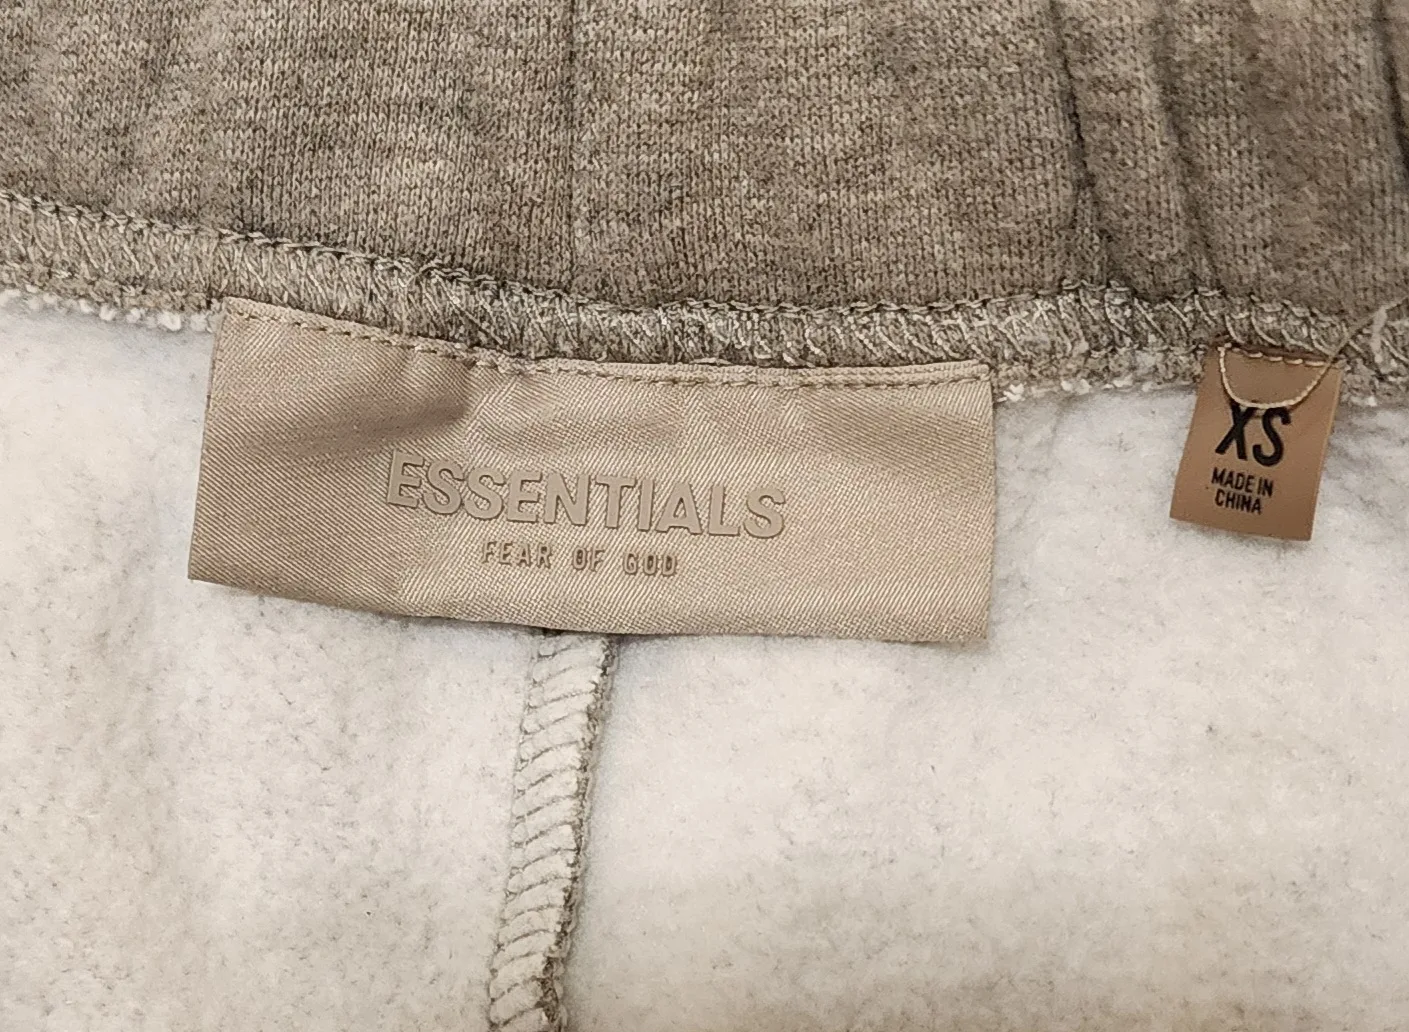 ESSENTIALS
FEAR OF GOD
XS
MADE IN
CHINA